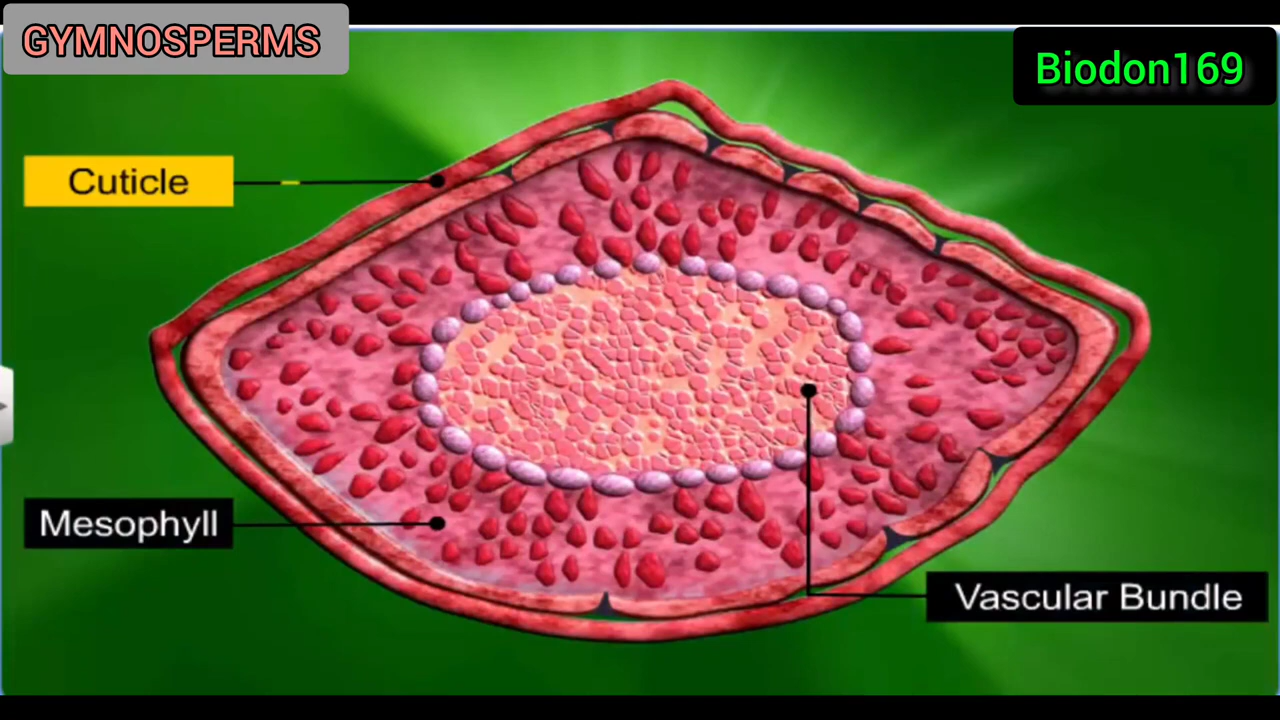 GYMNOSPERMS
Biodon169
Cuticle
Mesophyll
Vascular Bundle